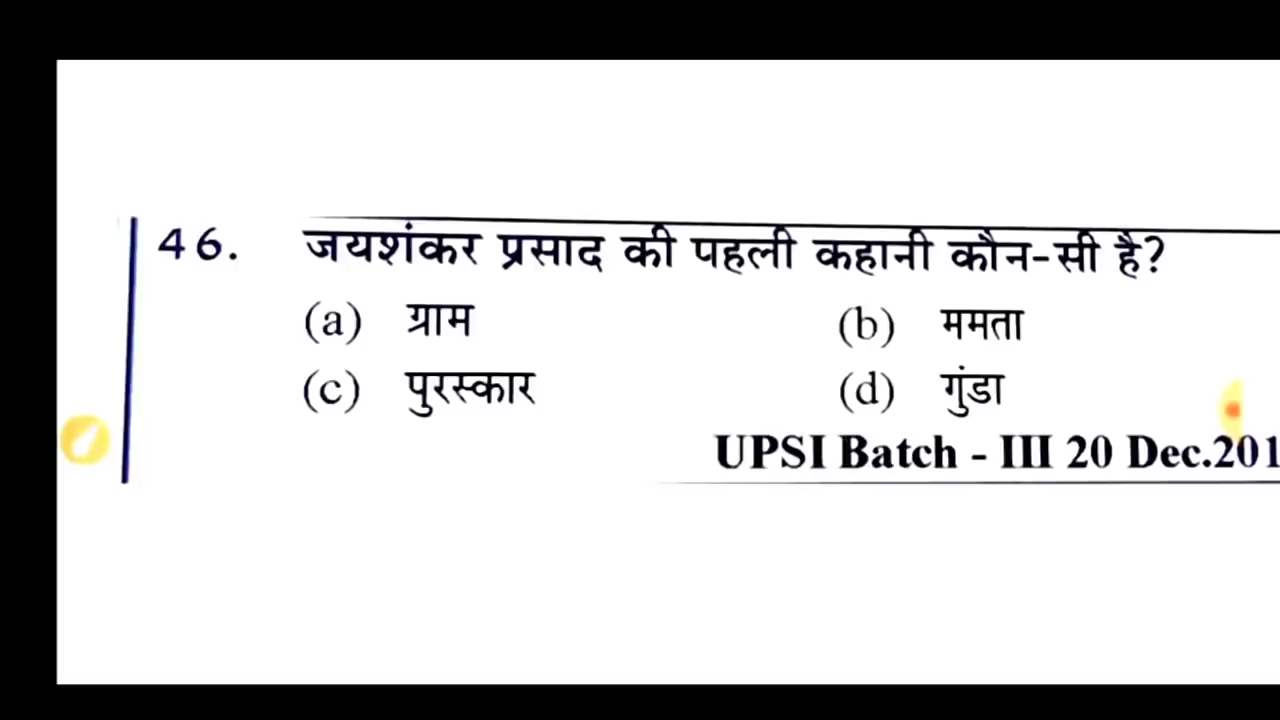 46. जयशंकर प्रसाद की पहली कहानी कौन-सी है?
(a) ग्राम (b) ममता
(c) पुरस्कार (d) गुंडा
UPSI Batch - III 20 Dec.201